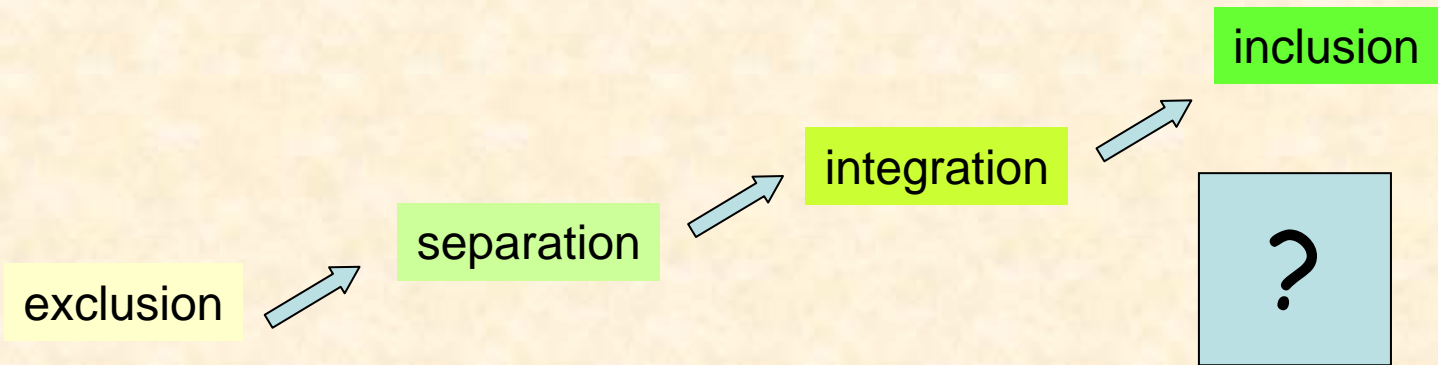 inclusion
integration
separation
exclusion
?